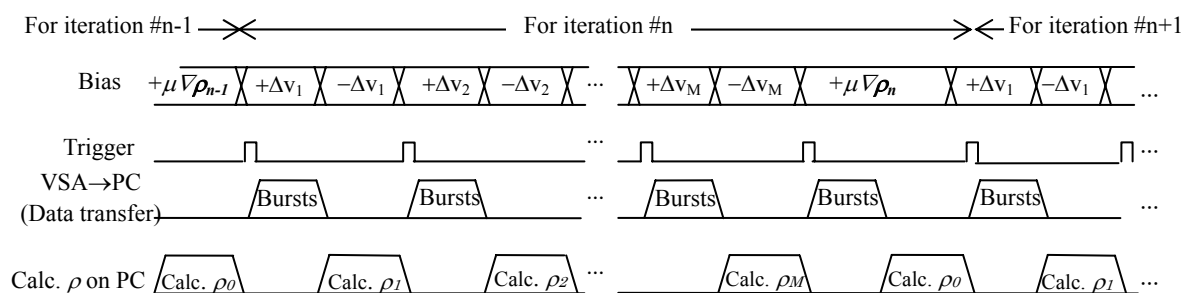 For iteration #n-1 For iteration #n For iteration #n+1
Bias +μ∇ρn-1 +Δv1 −Δv1 +Δv2 −Δv2 ... +ΔvM −ΔvM +μ∇ρn +Δv1 −Δv1 ...
Trigger ... ...
VSA→PC
(Data transfer) Bursts Bursts ... Bursts Bursts Bursts ...
Calc. ρ on PC Calc. ρ0 Calc. ρ1 Calc. ρ2 ... Calc. ρM Calc. ρ0 Calc. ρ1 ...